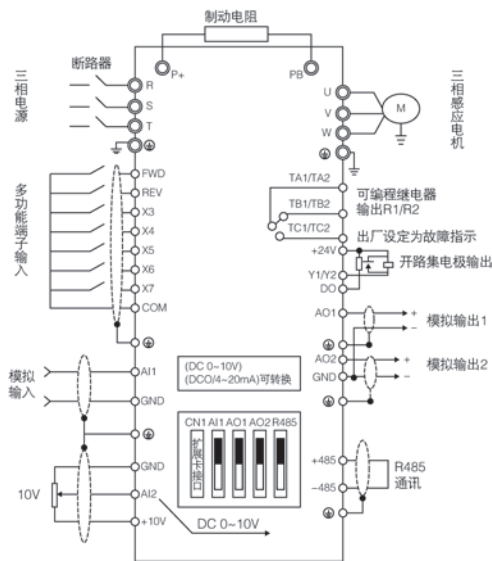 制动电阻
断路器
P+
PB
三相电源
R
S
T
U
V
W
M
三相感应电机
多功能端子输入
FWD
REV
X3
X4
X5
X6
X7
COM
TA1/TA2
TB1/TB2
TC1/TC2
可编程继电器
输出R1/R2
出厂设定为故障指示
+24V
Y1/Y2
DO
开路集电极输出
AO1
+
模拟输出1
-
AO2
+
模拟输出2
GND
-
模拟
输入
AI1
GND
(DC 0~10V)
(DC0/4~20mA)可转换
CN1 AI1 AO1 AO2 R485
扩展卡接口
GND
10V
AI2
+10V
DC 0~10V
+485
-485
R485
通讯